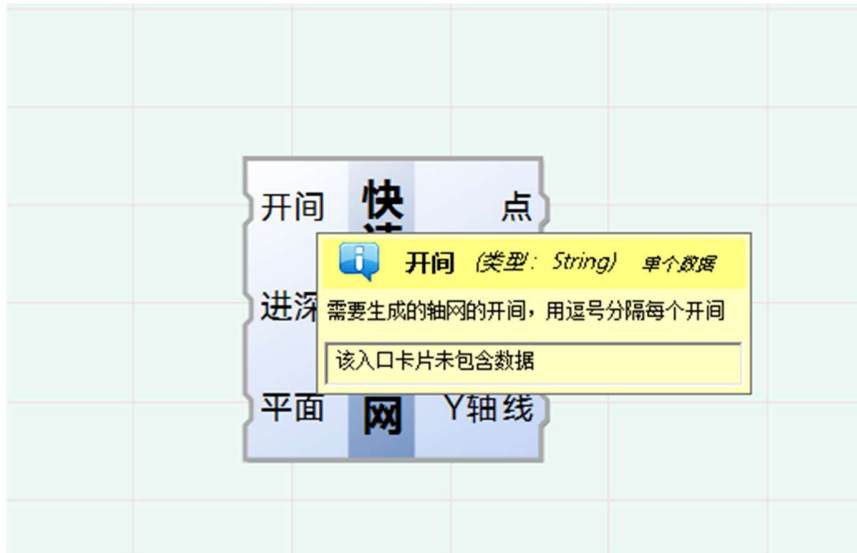 开间 快 点
开间 (类型: String) 单个数据
进深 需要生成的轴网的开间，用逗号分隔每个开间
该入口卡片未包含数据
平面 网 Y轴线